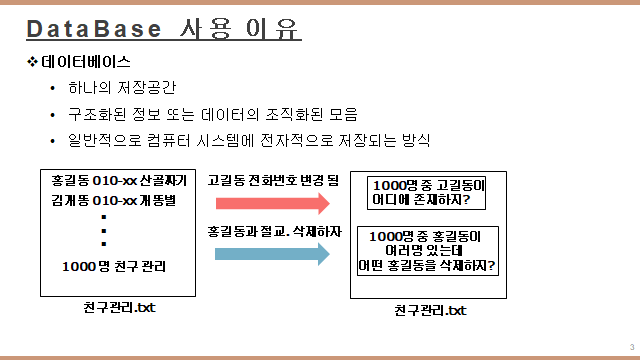 DataBase 사용 이유
❖데이터베이스
• 하나의 저장공간
• 구조화된 정보 또는 데이터의 조직화된 모음
• 일반적으로 컴퓨터 시스템에 전자적으로 저장되는 방식
홍길동 010-xx 산골짜기
김개똥 010-xx 개똥별
.
.
.
1000 명 친구 관리
친구관리.txt
고길동 전화번호 변경 됨
홍길동과 절교. 삭제하자
1000명 중 고길동이
어디에 존재하지?
1000명 중 홍길동이
여러명 있는데
어떤 홍길동을 삭제하지?
친구관리.txt
3